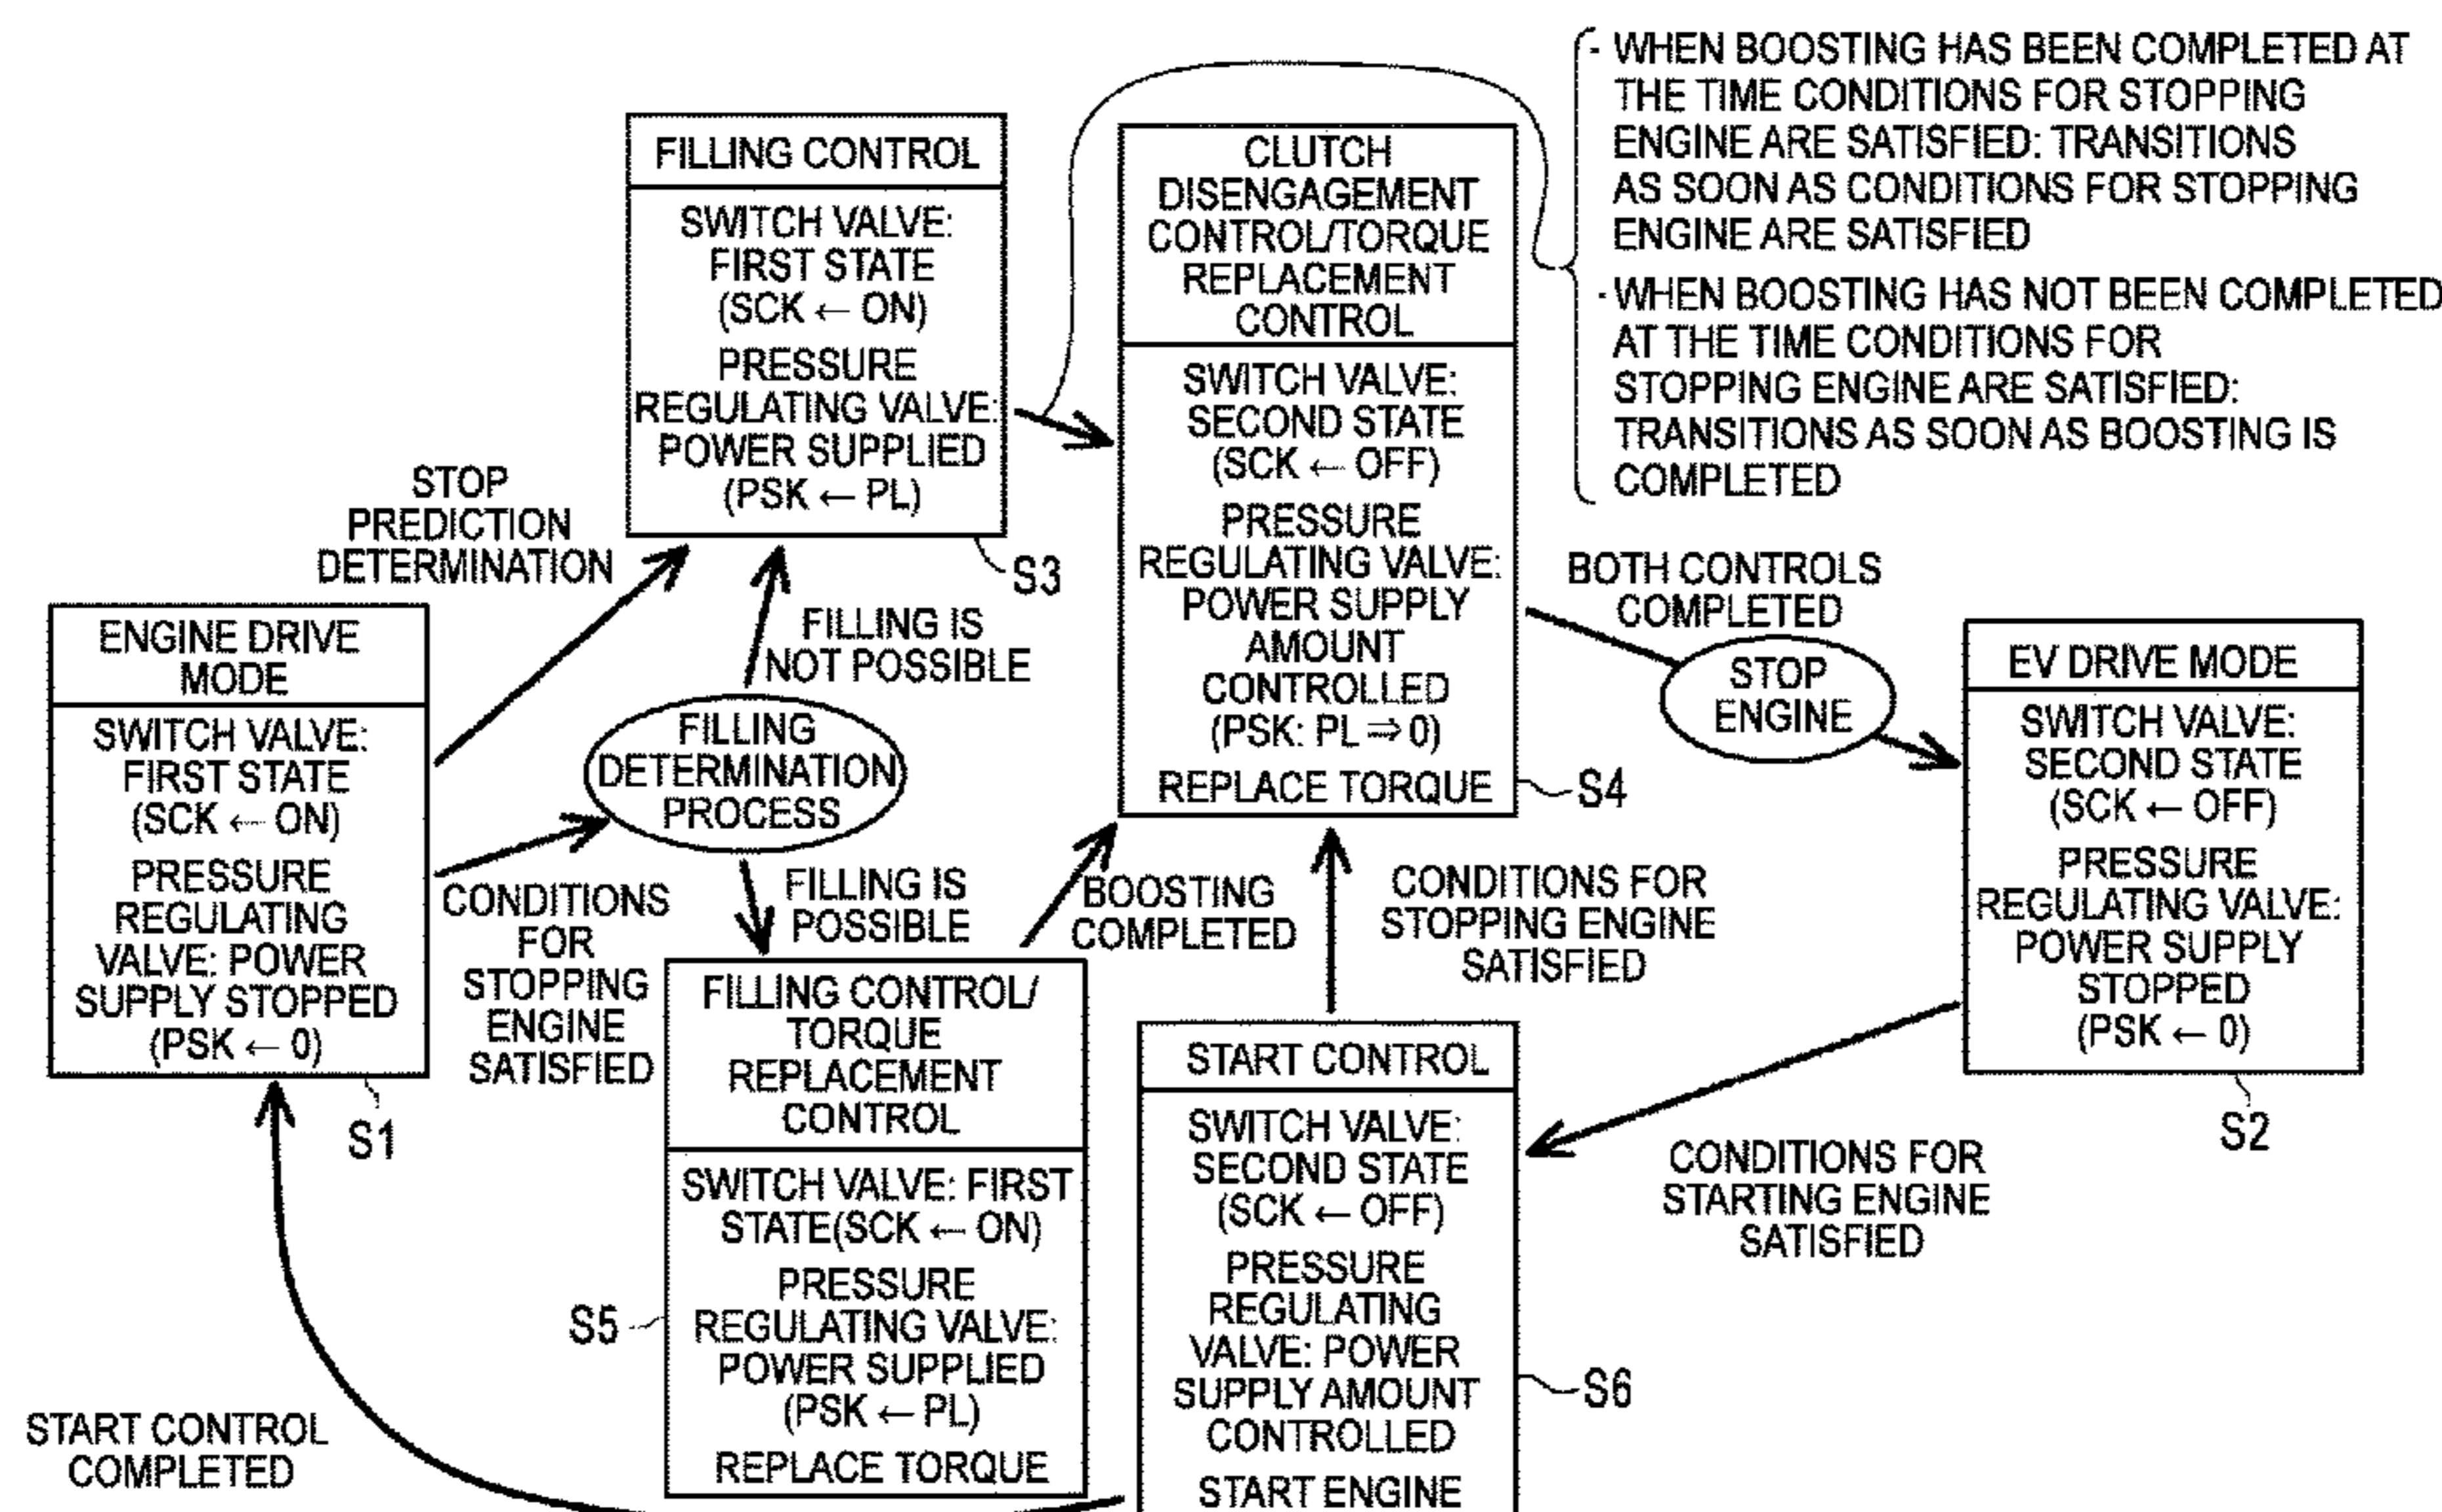 - WHEN BOOSTING HAS BEEN COMPLETED AT
THE TIME CONDITIONS FOR STOPPING
ENGINE ARE SATISFIED: TRANSITIONS
AS SOON AS CONDITIONS FOR STOPPING
ENGINE ARE SATISFIED
- WHEN BOOSTING HAS NOT BEEN COMPLETED
AT THE TIME CONDITIONS FOR
STOPPING ENGINE ARE SATISFIED:
TRANSITIONS AS SOON AS BOOSTING IS
COMPLETED
FILLING CONTROL
SWITCH VALVE:
FIRST STATE
(SCK ← ON)
PRESSURE
REGULATING VALVE:
POWER SUPPLIED
(PSK ← PL)
S3
CLUTCH
DISENGAGEMENT
CONTROL/TORQUE
REPLACEMENT
CONTROL
SWITCH VALVE:
SECOND STATE
(SCK ← OFF)
PRESSURE
REGULATING VALVE:
POWER SUPPLY
AMOUNT
CONTROLLED
(PSK: PL ⇒ 0)
REPLACE TORQUE
S4
STOP
PREDICTION
DETERMINATION
FILLING IS
NOT POSSIBLE
BOTH CONTROLS
COMPLETED
STOP
ENGINE
ENGINE DRIVE
MODE
SWITCH VALVE:
FIRST STATE
(SCK ← ON)
PRESSURE
REGULATING
VALVE: POWER
SUPPLY STOPPED
(PSK ← 0)
S1
FILLING
DETERMINATION
PROCESS
EV DRIVE MODE
SWITCH VALVE:
SECOND STATE
(SCK ← OFF)
PRESSURE
REGULATING VALVE:
POWER SUPPLY
STOPPED
(PSK ← 0)
S2
CONDITIONS
FOR
STOPPING
ENGINE
SATISFIED
FILLING IS
POSSIBLE
BOOSTING
COMPLETED
CONDITIONS FOR
STOPPING ENGINE
SATISFIED
FILLING CONTROL/
TORQUE
REPLACEMENT
CONTROL
SWITCH VALVE: FIRST
STATE(SCK ← ON)
PRESSURE
REGULATING VALVE:
POWER SUPPLIED
(PSK ← PL)
REPLACE TORQUE
S5
START CONTROL
SWITCH VALVE:
SECOND STATE
(SCK ← OFF)
PRESSURE
REGULATING
VALVE: POWER
SUPPLY AMOUNT
CONTROLLED
START ENGINE
S6
CONDITIONS FOR
STARTING ENGINE
SATISFIED
START CONTROL
COMPLETED